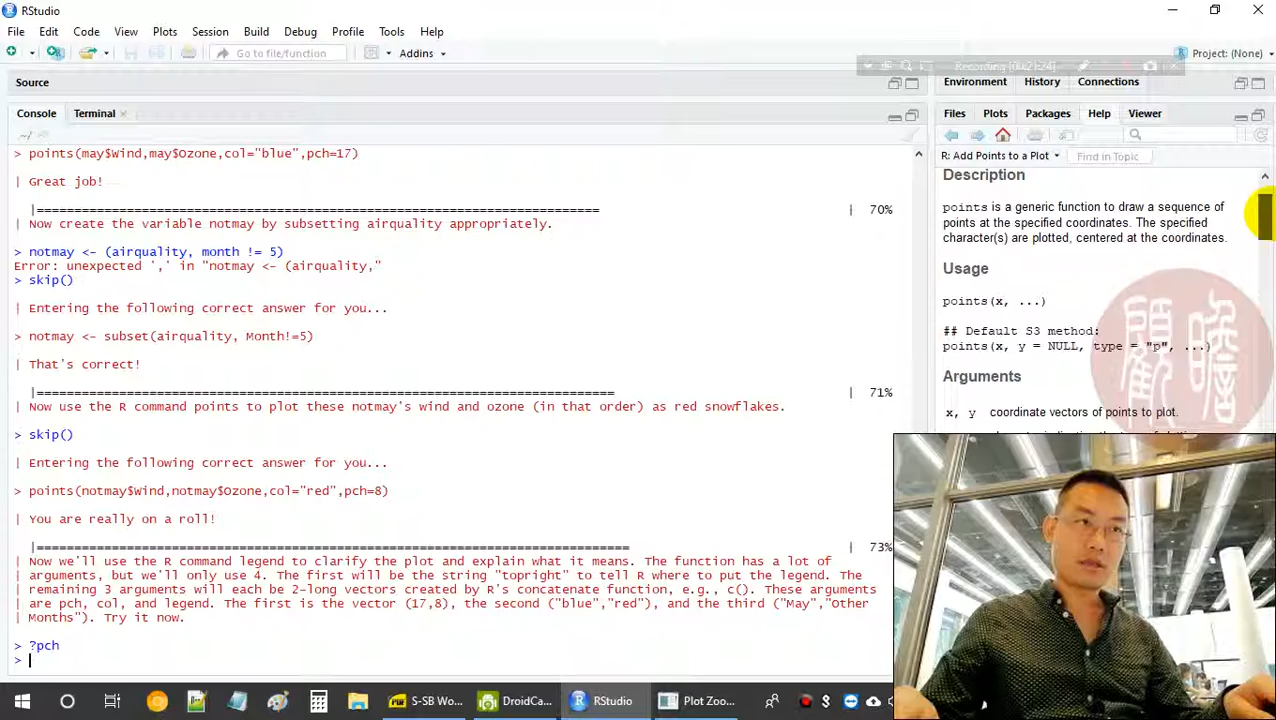 RStudio
File Edit Code View Plots Session Build Debug Profile Tools Help
Go to file/function
Addins
Project: (None)
Source
Environment History Connections
Console Terminal
Files Plots Packages Help Viewer
~/
R: Add Points to a Plot
Find in Topic
> points(may$Wind,may$Ozone,col="blue",pch=17)
| Great job!
|=========================================================================== | 70%
| Now create the variable notmay by subsetting airquality appropriately.
> notmay <- (airquality, month != 5)
Error: unexpected ',' in "notmay <- (airquality,"
> skip()
| Entering the following correct answer for you...
> notmay <- subset(airquality, Month!=5)
| That's correct!
|============================================================================= | 71%
| Now use the R command points to plot these notmay's wind and ozone (in that order) as red snowflakes.
> skip()
| Entering the following correct answer for you...
> points(notmay$Wind,notmay$Ozone,col="red",pch=8)
| You are really on a roll!
|=============================================================================== | 73%
| Now we'll use the R command legend to clarify the plot and explain what it means. The function has a lot of
| arguments, but we'll only use 4. The first will be the string "topright" to tell R where to put the legend. The
| remaining 3 arguments will each be 2-long vectors created by R's concatenate function, e.g., c(). These arguments
| are pch, col, and legend. The first is the vector (17,8), the second ("blue","red"), and the third ("May","Other
| Months"). Try it now.
> ?pch
>
Description
points is a generic function to draw a sequence of
points at the specified coordinates. The specified
character(s) are plotted, centered at the coordinates.
Usage
points(x, ...)
## Default S3 method:
points(x, y = NULL, type = "p", ...)
Arguments
x, y coordinate vectors of points to plot.
S-SB Wo...
DroidCa...
RStudio
Plot Zoo...